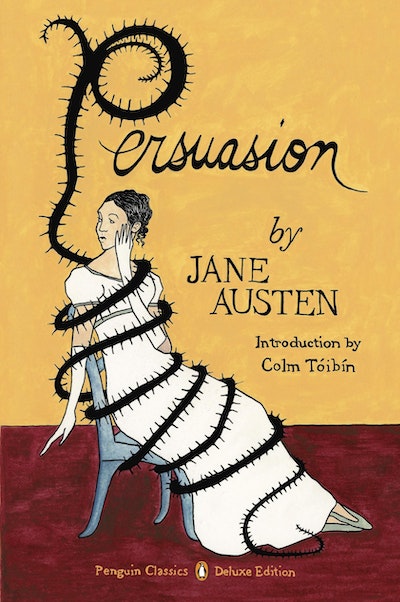 Persuasion
by
JANE
AUSTEN
Introduction by
Colm Tóibín
Penguin Classics Deluxe Edition